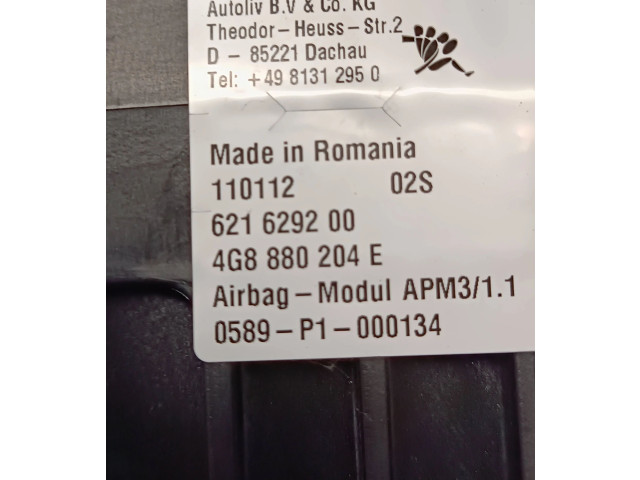 Autoliv B.V & Co. KG
Theodor-Heuss-Str.2
D - 85221 Dachau
Tel: +49 8131 295 0
Made in Romania
110112 02S
621 6292 00
4G8 880 204 E
Airbag-Modul APM3/1.1
0589-P1-000134